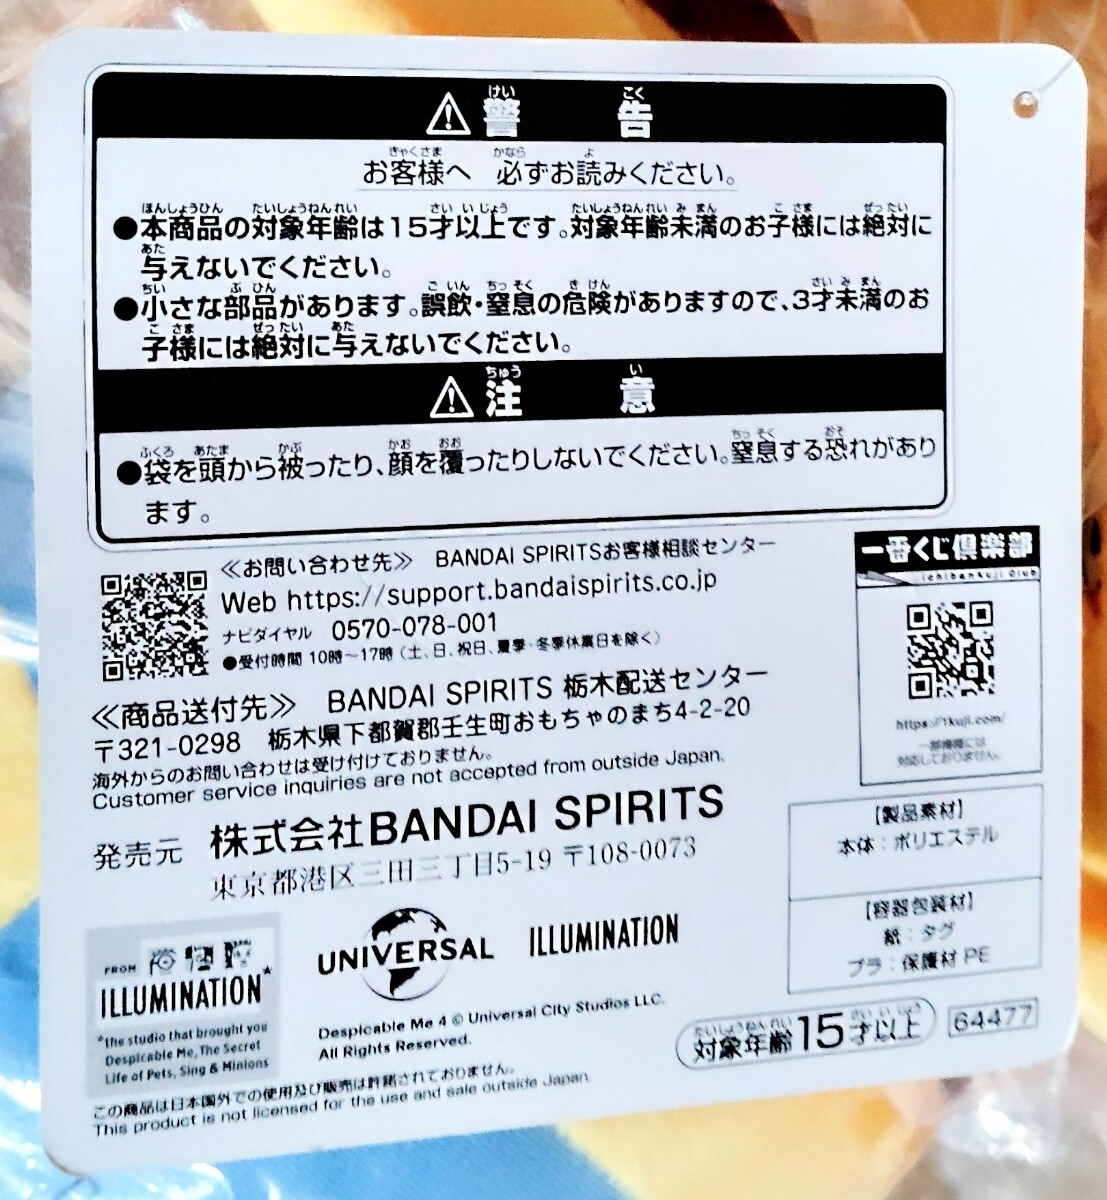 ⚠警告
お客様へ 必ずお読みください。
●本商品の対象年齢は15才以上です。対象年齢未満のお子様には絶対に
与えないでください。
●小さな部品があります。誤飲・窒息の危険がありますので、3才未満のお
子様には絶対に与えないでください。
⚠注意
●袋を頭から被ったり、顔を覆ったりしないでください。窒息する恐れがあり
ます。
≪お問い合わせ先≫ BANDAI SPIRITSお客様相談センター
Web https://support.bandaispirits.co.jp
ナビダイヤル 0570-078-001
●受付時間 10時〜17時(土、日、祝日、夏季・冬季休業日を除く)
≪商品送付先≫ BANDAI SPIRITS 栃木配送センター
〒321-0298 栃木県下都賀郡壬生町おもちゃのまち4-2-20
海外からのお問い合わせは受け付けておりません。
Customer service inquiries are not accepted from outside Japan.
発売元 株式会社BANDAI SPIRITS
東京都港区三田三丁目5-19 〒108-0073
一番くじ倶楽部
ichibankuji club
https://1kuji.com/
一部機種には
対応しておりません。
【製品素材】
本体:ポリエステル
【容器包装材】
紙:タグ
プラ:保護材 PE
FROM
ILLUMINATION*
*the studio that brought you
Despicable Me, The Secret
Life of Pets, Sing & Minions
UNIVERSAL
ILLUMINATION
Despicable Me 4 © Universal City Studios LLC.
All Rights Reserved.
対象年齢15才以上
64477
この商品は日本国外での使用及び販売は許諾されておりません。
This product is not licensed for the use and sale outside Japan.